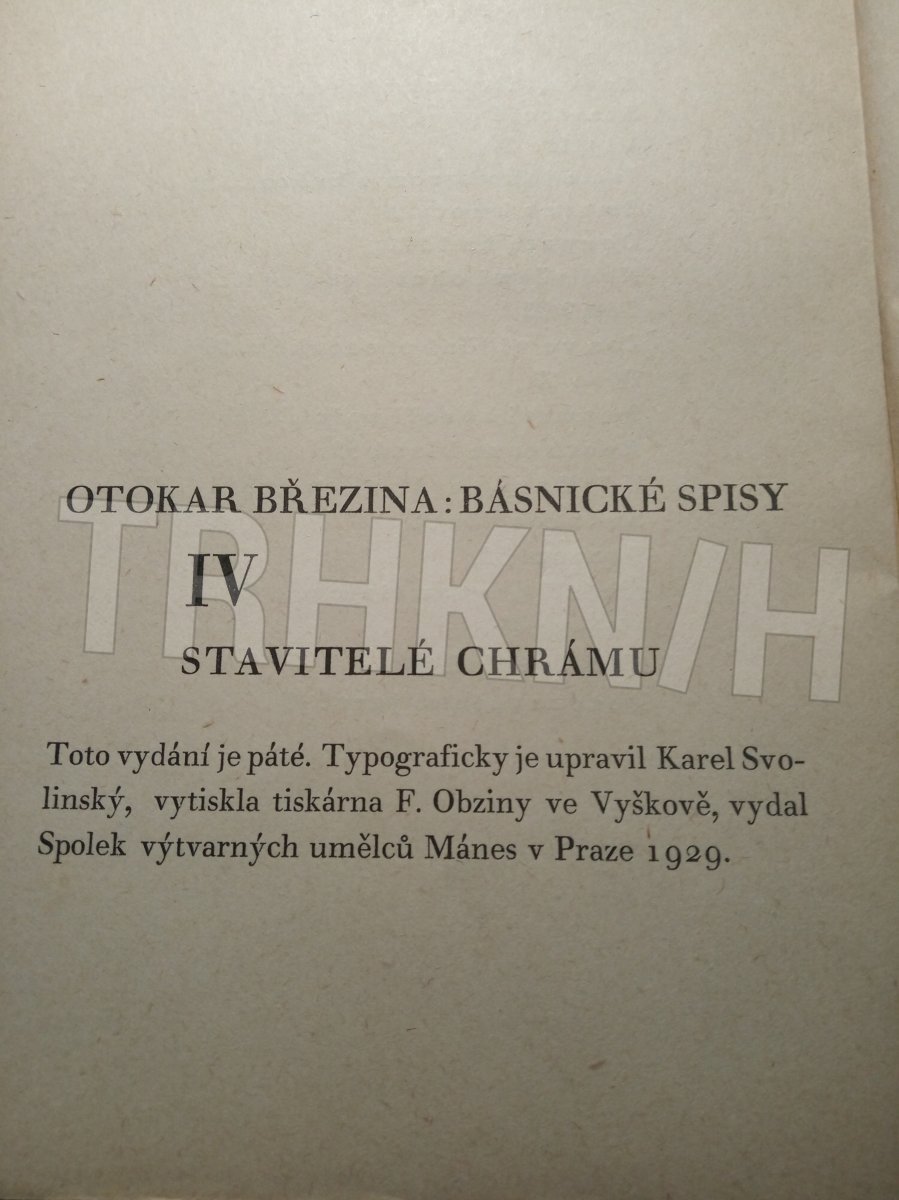 OTOKAR BŘEZINA: BÁSNICKÉ SPISY
IV
TRHKN/H
STAVITELÉ CHRÁMU
Toto vydání je páté. Typograficky je upravil Karel Svo-
linský, vytiskla tiskárna F. Obziny ve Vyškově, vydal
Spolek výtvarných umělců Mánes v Praze 1929.